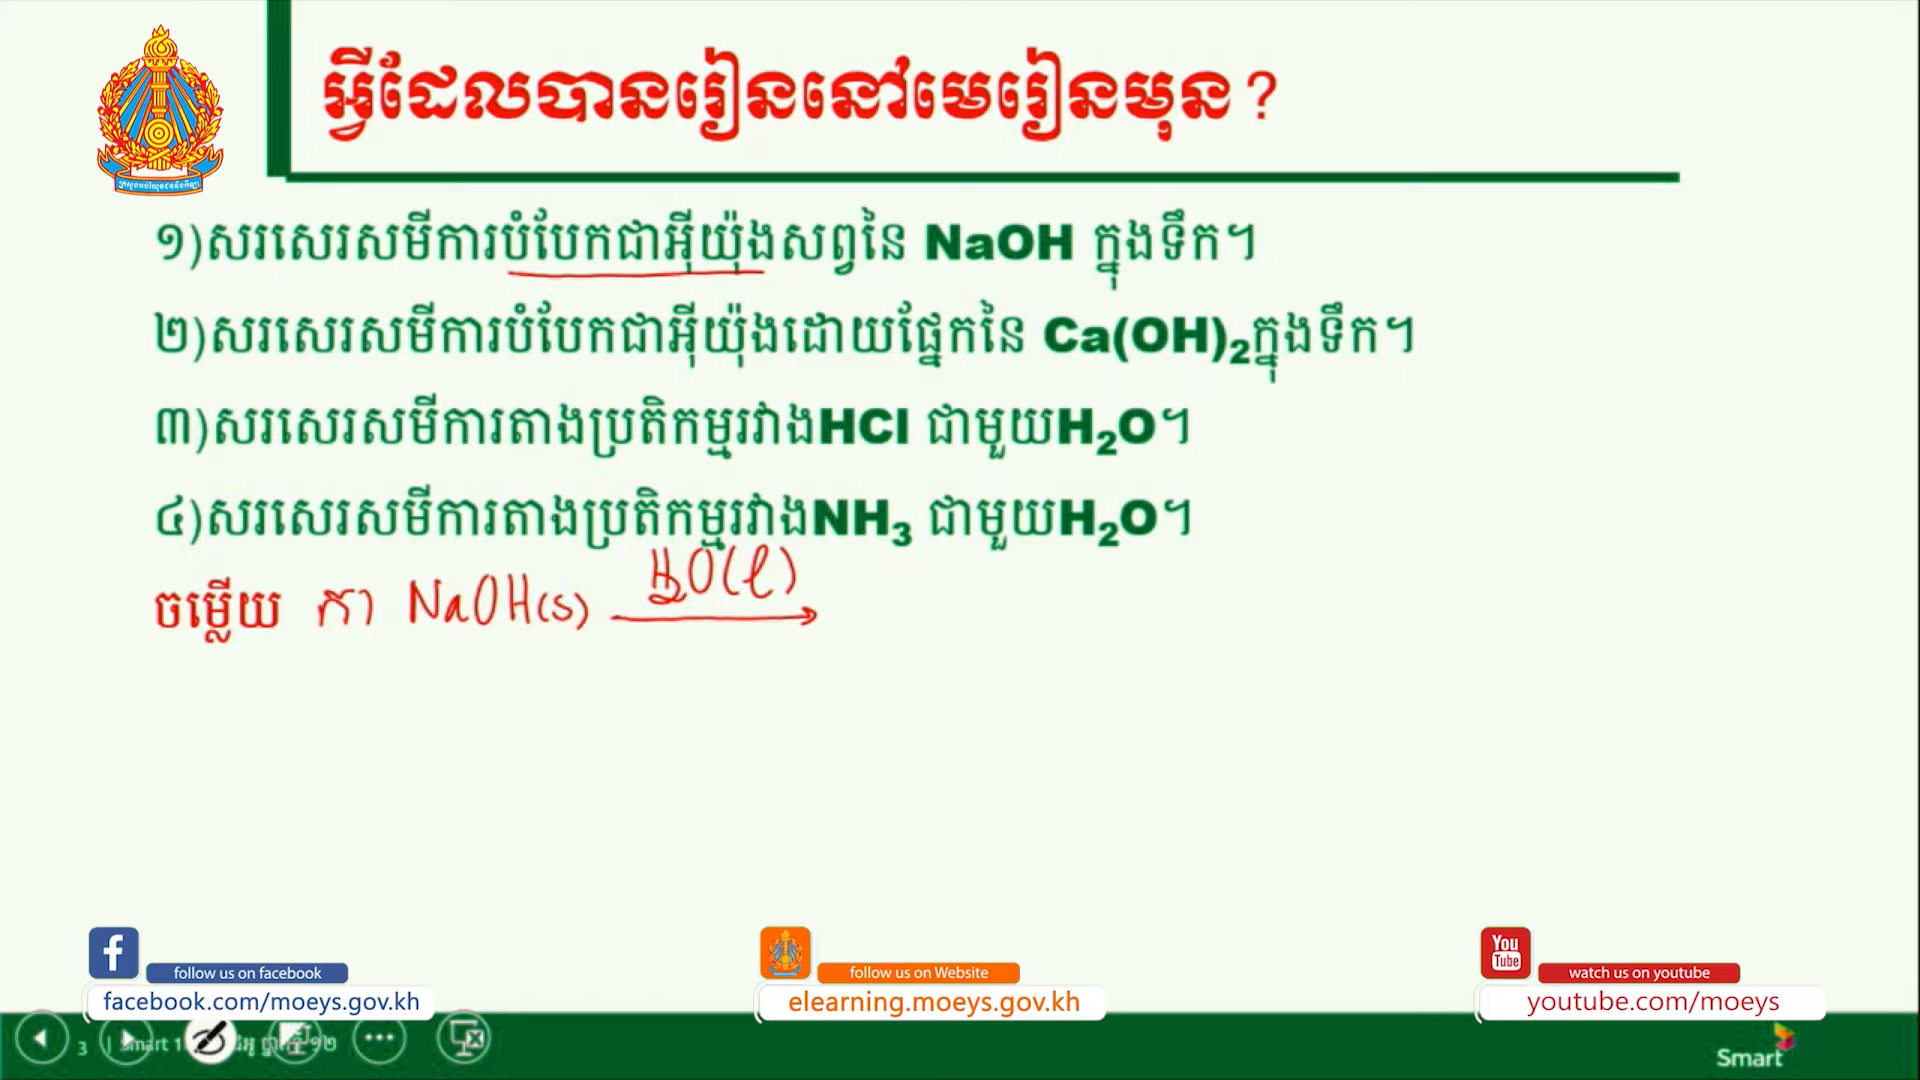 អ្វីដែលបានរៀននៅមេរៀនមុន?
១)សរសេរសមីការបំបែកជាអ៊ីយ៉ុងសព្វនៃ NaOH ក្នុងទឹក។
២)សរសេរសមីការបំបែកជាអ៊ីយ៉ុងដោយផ្នែកនៃ Ca(OH)₂ក្នុងទឹក។
៣)សរសេរសមីការតាងប្រតិកម្មរវាងHCl ជាមួយH₂O។
៤)សរសេរសមីការតាងប្រតិកម្មរវាងNH₃ ជាមួយH₂O។
H₂O(l)
ចម្លើយ ក១ NaOH(s) →
follow us on facebook
facebook.com/moeys.gov.kh
follow us on Website
elearning.moeys.gov.kh
You Tube
watch us on youtube
youtube.com/moeys
3 | Smart ១២
Smart